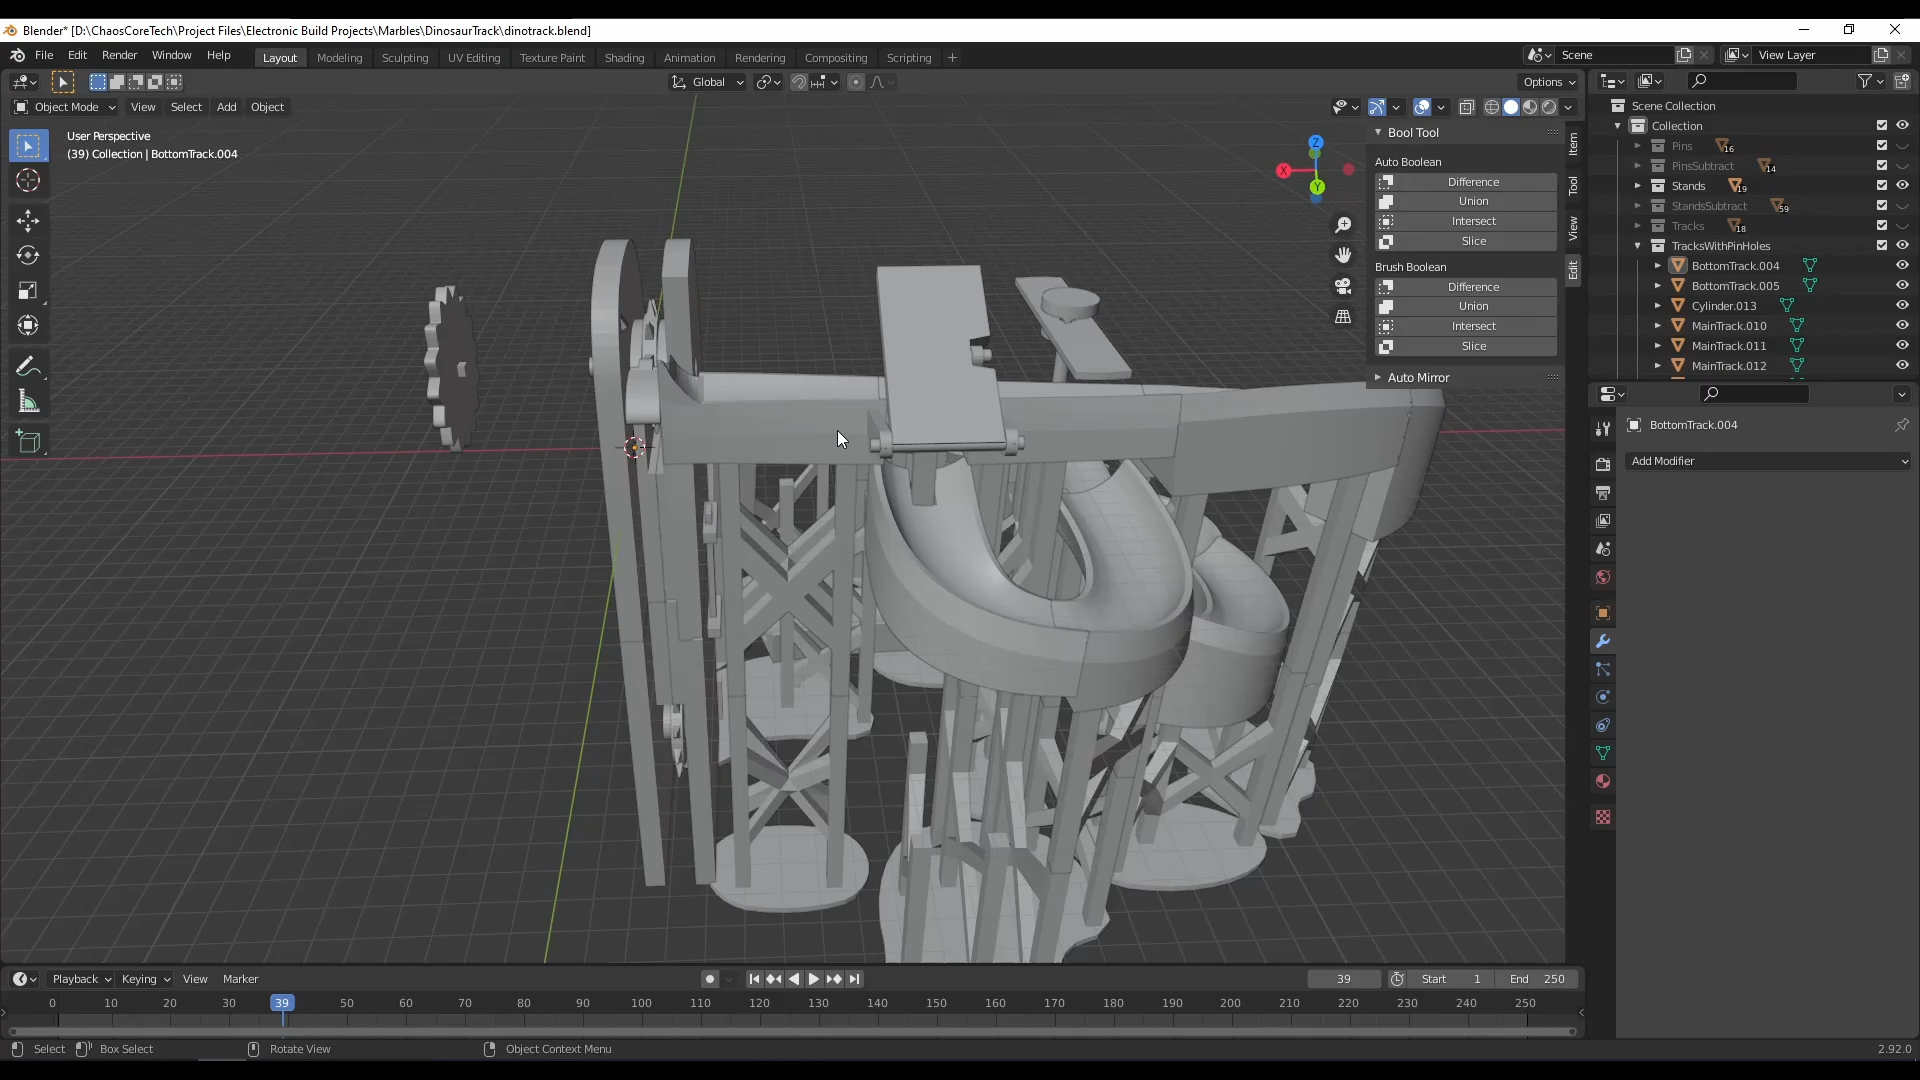 Blender* [D:\ChaosCoreTech\Project Files\Electronic Build Projects\Marbles\DinosaurTrack\dinotrack.blend]
File Edit Render Window Help Layout Modeling Sculpting UV Editing Texture Paint Shading Animation Rendering Compositing Scripting + Scene View Layer
Global Options
Object Mode View Select Add Object
User Perspective
(39) Collection | BottomTrack.004
X
Y
Z
Bool Tool
Auto Boolean
Difference
Union
Intersect
Slice
Brush Boolean
Difference
Union
Intersect
Slice
Auto Mirror
Item
Tool
View
Edit
Scene Collection
Collection
Pins 16
PinsSubtract 14
Stands 19
StandsSubtract 59
Tracks 18
TracksWithPinHoles
BottomTrack.004
BottomTrack.005
Cylinder.013
MainTrack.010
MainTrack.011
MainTrack.012
BottomTrack.004
Add Modifier
Playback Keying View Marker 39 Start 1 End 250
0 10 20 30 39 50 60 70 80 90 100 110 120 130 140 150 160 170 180 190 200 210 220 230 240 250
Select Box Select Rotate View Object Context Menu 2.92.0